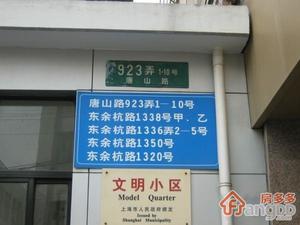 923弄 1-10号
唐山路
房多多
Fangdd
唐山路923弄1—10号
东余杭路1338号甲、乙
东余杭路1336弄2—5号
东余杭路1350号
东余杭路1320号
文明小区
Model Quarter
上海市人民政府命名
Issued by
Shanghai Municipality